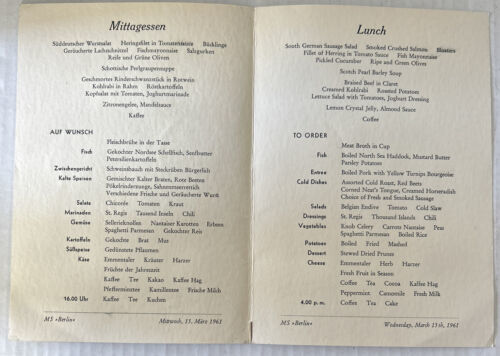 Mittagessen
Süddeutscher Wurstsalat Heringsfilet in Tomatentunke Bücklinge
Geräucherte Lachsschnittel Fischmayonnaise Salzgurken
Reife und Grüne Oliven
Schottische Perlgraupensuppe
Geschmortes Rinderschwanzstück in Rotwein
Kohlrabi in Rahm Röstkartoffeln
Kopfsalat mit Tomaten, Joghurtmarinade
Zitronengelee, Mandelsauce
Kaffee
AUF WUNSCH
Fleischbrühe in der Tasse
Fisch Gekochter Nordsee Schellfisch, Senfbutter
Petersilienkartoffeln
Zwischengericht Schweinsbauch mit Steckrüben Bürgerlich
Kalte Speisen Gemischter Kalter Braten, Rote Beeten
Pökelrinderzunge, Sahnemeerrettich
Verschiedene Frische und Geräucherte Wurst
Salate Chicorée Tomaten Kraut
Marinaden St. Regis Tausend Inseln Chili
Gemüse Sellerieknollen Nantaiser Karotten Erbsen
Spaghetti Parmesan Gekochter Reis
Kartoffeln Gekocht Brat Mus
Süßspeise Gedünstete Pflaumen
Käse Emmentaler Kräuter Harzer
Früchte der Jahreszeit
Kaffee Tee Kakao Kaffee Hag
Pfefferminztee Kamillentee Frische Milch
16.00 Uhr Kaffee Tee Kuchen
MS »Berlin« Mittwoch, 15. März 1961
Lunch
South German Sausage Salad Smoked Crushed Salmon Bloaters
Fillet of Herring in Tomato Sauce Fish Mayonnaise
Pickled Cucumber Ripe and Green Olives
Scotch Pearl Barley Soup
Braised Beef in Claret
Creamed Kohlrabi Roasted Potatoes
Lettuce Salad with Tomatoes, Joghurt Dressing
Lemon Crystal Jelly, Almond Sauce
Coffee
TO ORDER
Meat Broth in Cup
Fish Boiled North Sea Haddock, Mustard Butter
Parsley Potatoes
Entree Boiled Pork with Yellow Turnips Bourgeoise
Cold Dishes Assorted Cold Roast, Red Beets
Corned Neat's Tongue, Creamed Horseradish
Choice of Fresh and Smoked Sausage
Salads Belgian Endive Tomato Cold Slaw
Dressings St. Regis Thousand Islands Chili
Vegetables Knob Celery Carrots Nantaise Peas
Spaghetti Parmesan Boiled Rice
Potatoes Boiled Fried Mashed
Dessert Stewed Dried Prunes
Cheese Emmentaler Herb Harzer
Fresh Fruit in Season
Coffee Tea Cocoa Kaffee Hag
Peppermint Camomile Fresh Milk
4.00 p. m. Coffee Tea Cake
MS »Berlin« Wednesday, March 15th, 1961